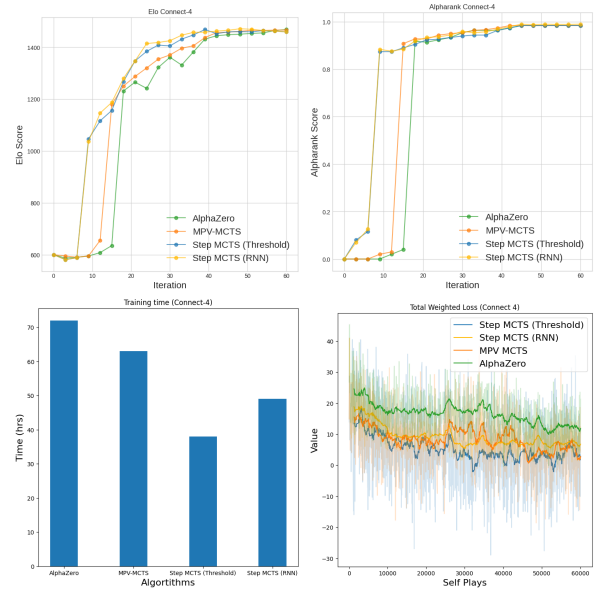 Elo Connect-4
Elo Score
1400
1200
1000
800
600
0
10
20
30
40
50
60
Iteration
AlphaZero
MPV-MCTS
Step MCTS (Threshold)
Step MCTS (RNN)
Alpharank Connect-4
Alpharank Score
1.0
0.8
0.6
0.4
0.2
0.0
0
10
20
30
40
50
60
Iteration
AlphaZero
MPV-MCTS
Step MCTS (Threshold)
Step MCTS (RNN)
Training time (Connect-4)
Time (hrs)
70
60
50
40
30
20
10
0
AlphaZero
MPV-MCTS
Step MCTS (Threshold)
Step MCTS (RNN)
Algortithms
Total Weighted Loss (Connect 4)
Value
40
30
20
10
0
−10
−20
−30
0
10000
20000
30000
40000
50000
60000
Self Plays
Step MCTS (Threshold)
Step MCTS (RNN)
MPV MCTS
AlphaZero